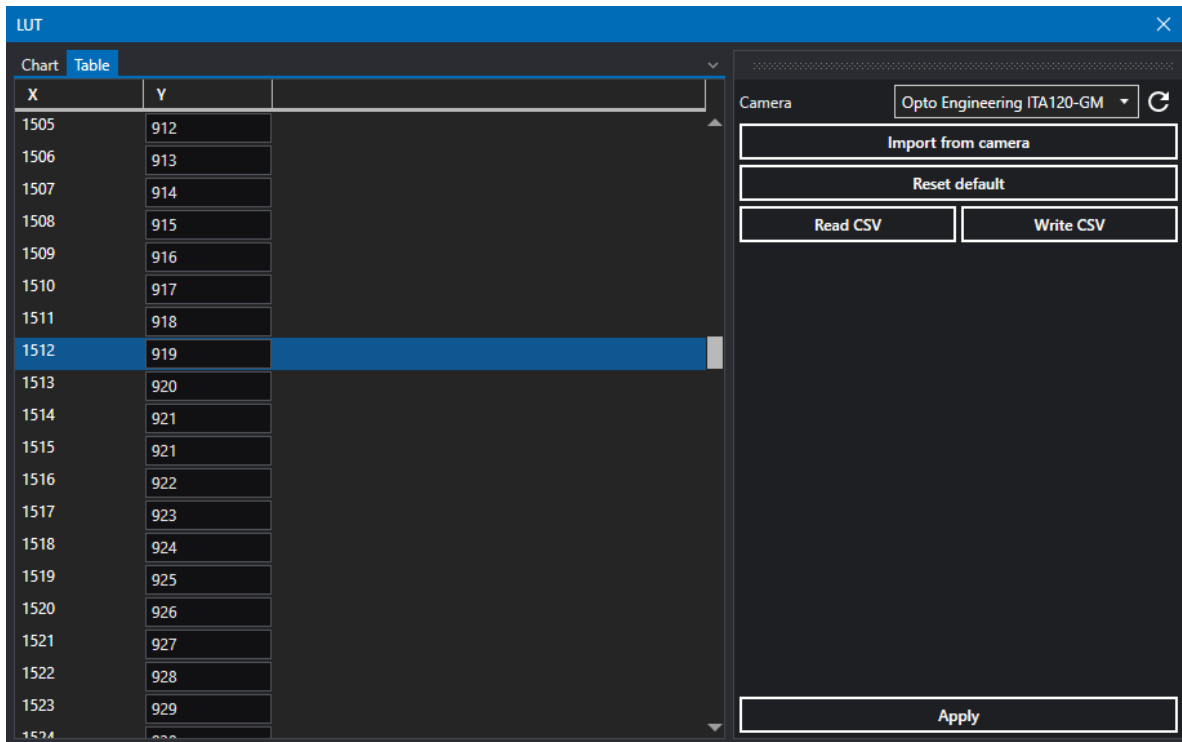 LUT
Chart Table
X Y
1505 912
1506 913
1507 914
1508 915
1509 916
1510 917
1511 918
1512 919
1513 920
1514 921
1515 921
1516 922
1517 923
1518 924
1519 925
1520 926
1521 927
1522 928
1523 929
1524
Camera Opto Engineering ITA120-GM
Import from camera
Reset default
Read CSV Write CSV
Apply